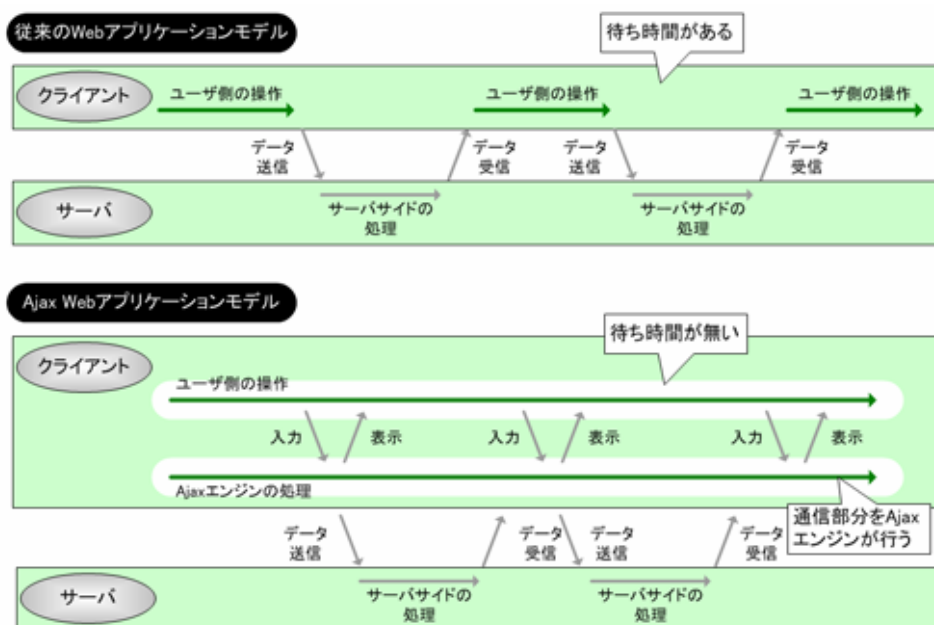 従来のWebアプリケーションモデル
待ち時間がある
クライアント
ユーザ側の操作
ユーザ側の操作
ユーザ側の操作
データ
送信
データ
受信
データ
送信
データ
受信
サーバ
サーバサイドの
処理
サーバサイドの
処理
Ajax Webアプリケーションモデル
待ち時間が無い
クライアント
ユーザ側の操作
入力
表示
入力
表示
入力
表示
Ajaxエンジンの処理
通信部分をAjax
エンジンが行う
データ
送信
データ
受信
データ
送信
データ
受信
サーバ
サーバサイドの
処理
サーバサイドの
処理